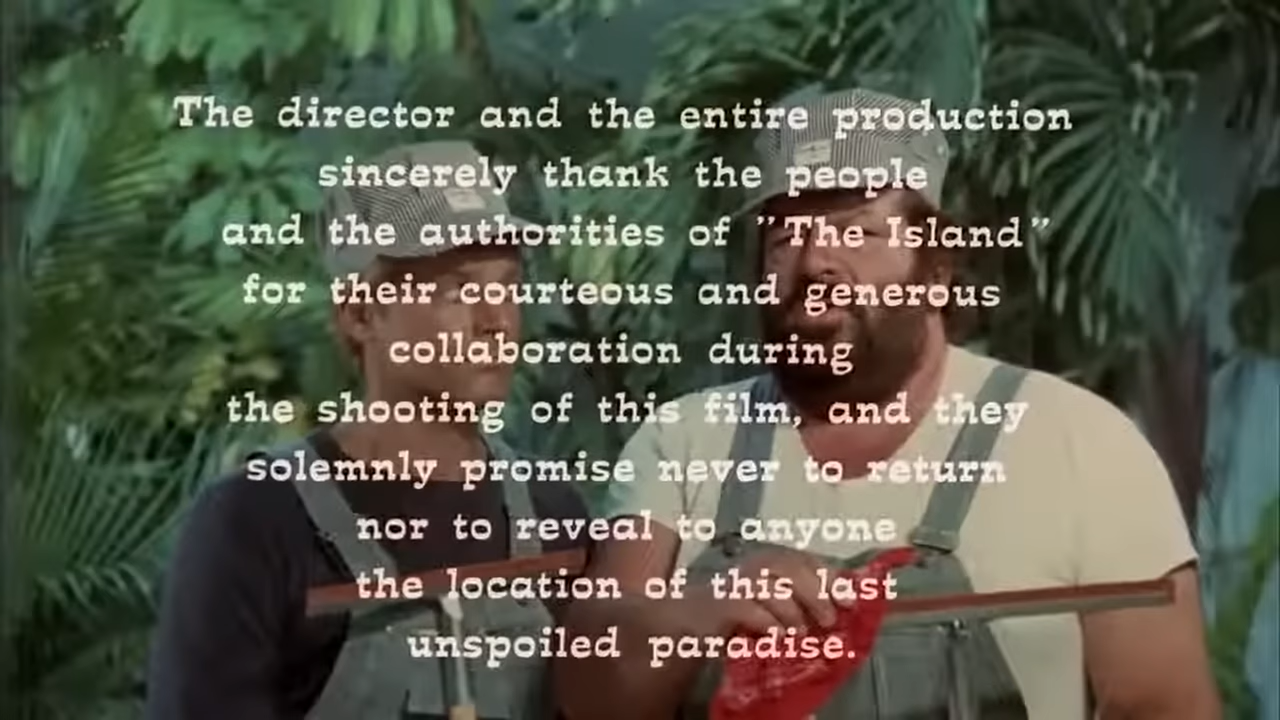 The director and the entire production
sincerely thank the people
and the authorities of "The Island"
for their courteous and generous
collaboration during
the shooting of this film, and they
solemnly promise never to return
nor to reveal to anyone
the location of this last
unspoiled paradise.